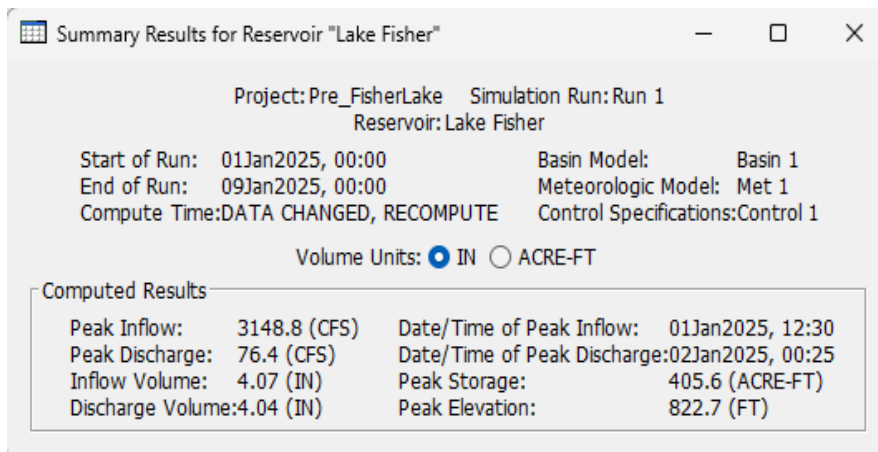 Summary Results for Reservoir "Lake Fisher"
Project: Pre_FisherLake Simulation Run: Run 1
Reservoir: Lake Fisher
Start of Run: 01Jan2025, 00:00 Basin Model: Basin 1
End of Run: 09Jan2025, 00:00 Meteorologic Model: Met 1
Compute Time:DATA CHANGED, RECOMPUTE Control Specifications:Control 1
Volume Units: IN ACRE-FT
Computed Results
Peak Inflow: 3148.8 (CFS) Date/Time of Peak Inflow: 01Jan2025, 12:30
Peak Discharge: 76.4 (CFS) Date/Time of Peak Discharge:02Jan2025, 00:25
Inflow Volume: 4.07 (IN) Peak Storage: 405.6 (ACRE-FT)
Discharge Volume:4.04 (IN) Peak Elevation: 822.7 (FT)